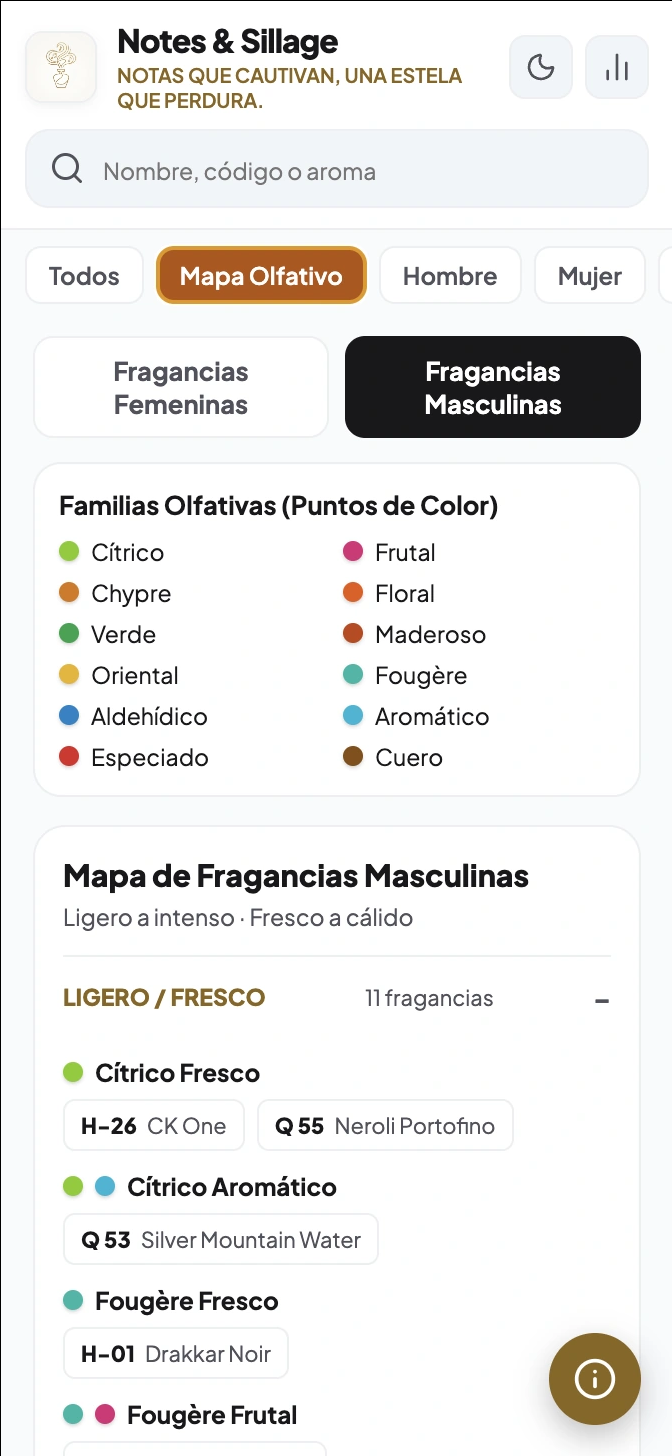 Notes & Sillage
NOTAS QUE CAUTIVAN, UNA ESTELA
QUE PERDURA.
Nombre, código o aroma
Todos
Mapa Olfativo
Hombre
Mujer
Fragancias
Femeninas
Fragancias
Masculinas
Familias Olfativas (Puntos de Color)
Cítrico
Frutal
Chypre
Floral
Verde
Maderoso
Oriental
Fougère
Aldehídico
Aromático
Especiado
Cuero
Mapa de Fragancias Masculinas
Ligero a intenso · Fresco a cálido
LIGERO / FRESCO 11 fragancias –
Cítrico Fresco
H-26 CK One
Q 55 Neroli Portofino
Cítrico Aromático
Q 53 Silver Mountain Water
Fougère Fresco
H-01 Drakkar Noir
Fougère Frutal